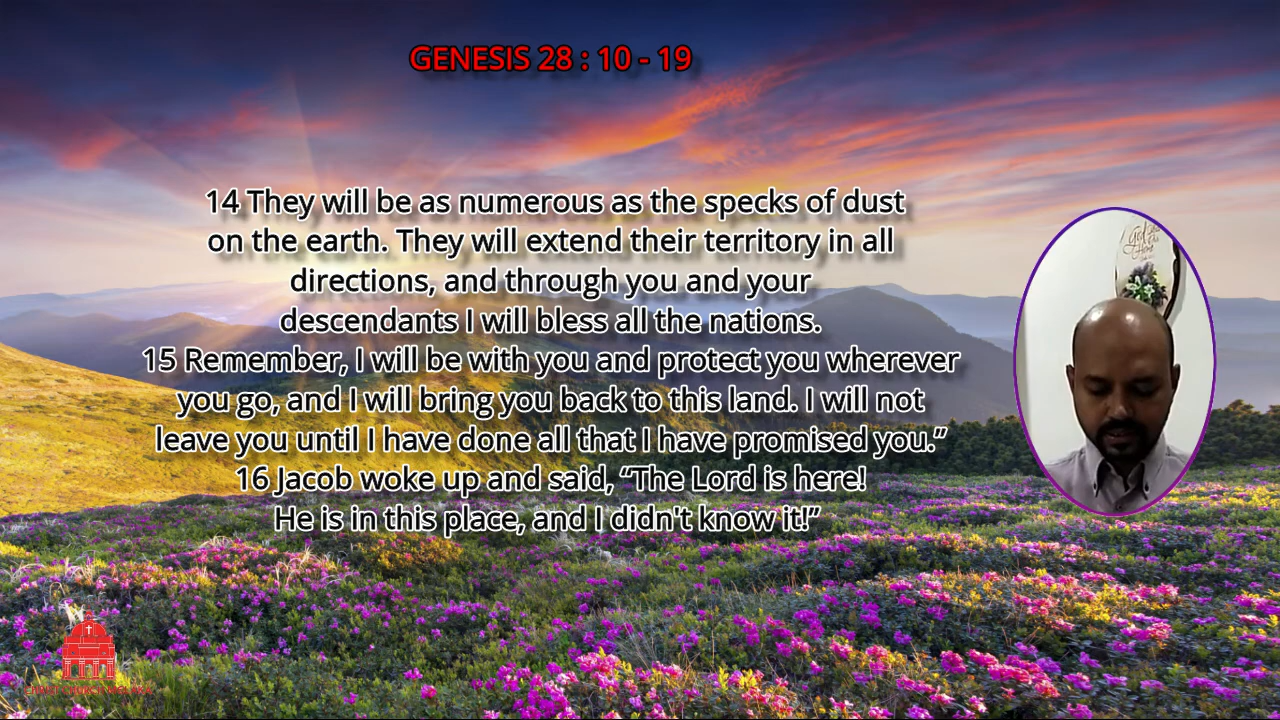 GENESIS 28 : 10 - 19
14 They will be as numerous as the specks of dust
on the earth. They will extend their territory in all
directions, and through you and your
descendants I will bless all the nations.
15 Remember, I will be with you and protect you wherever
you go, and I will bring you back to this land. I will not
leave you until I have done all that I have promised you.”
16 Jacob woke up and said, “The Lord is here!
He is in this place, and I didn't know it!”
CHRIST CHURCH MELAKA